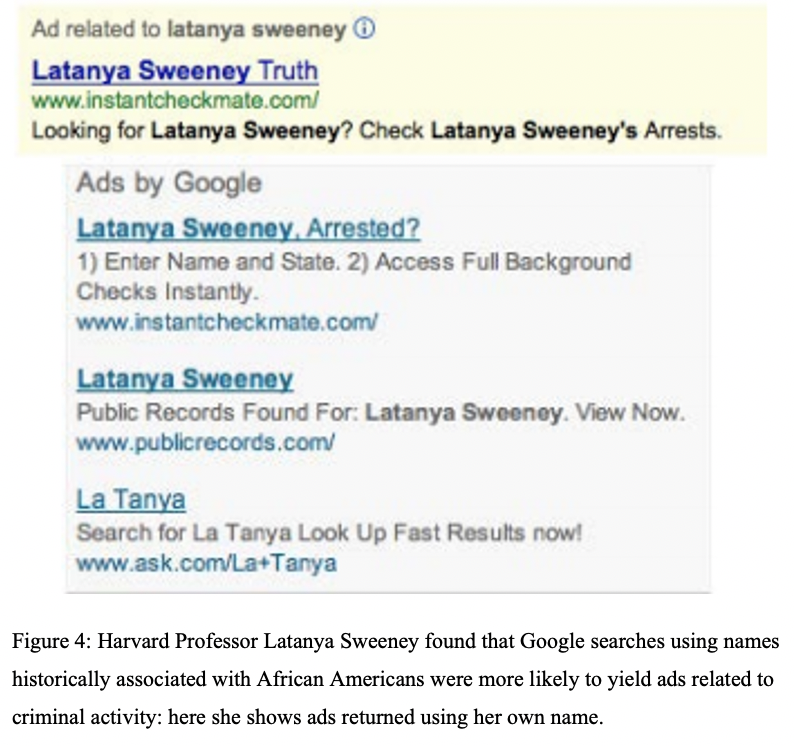 Ad related to latanya sweeney ⓘ
Latanya Sweeney Truth
www.instantcheckmate.com/
Looking for Latanya Sweeney? Check Latanya Sweeney's Arrests.
Ads by Google
Latanya Sweeney, Arrested?
1) Enter Name and State. 2) Access Full Background
Checks Instantly.
www.instantcheckmate.com/
Latanya Sweeney
Public Records Found For: Latanya Sweeney. View Now.
www.publicrecords.com/
La Tanya
Search for La Tanya Look Up Fast Results now!
www.ask.com/La+Tanya
Figure 4: Harvard Professor Latanya Sweeney found that Google searches using names
historically associated with African Americans were more likely to yield ads related to
criminal activity: here she shows ads returned using her own name.